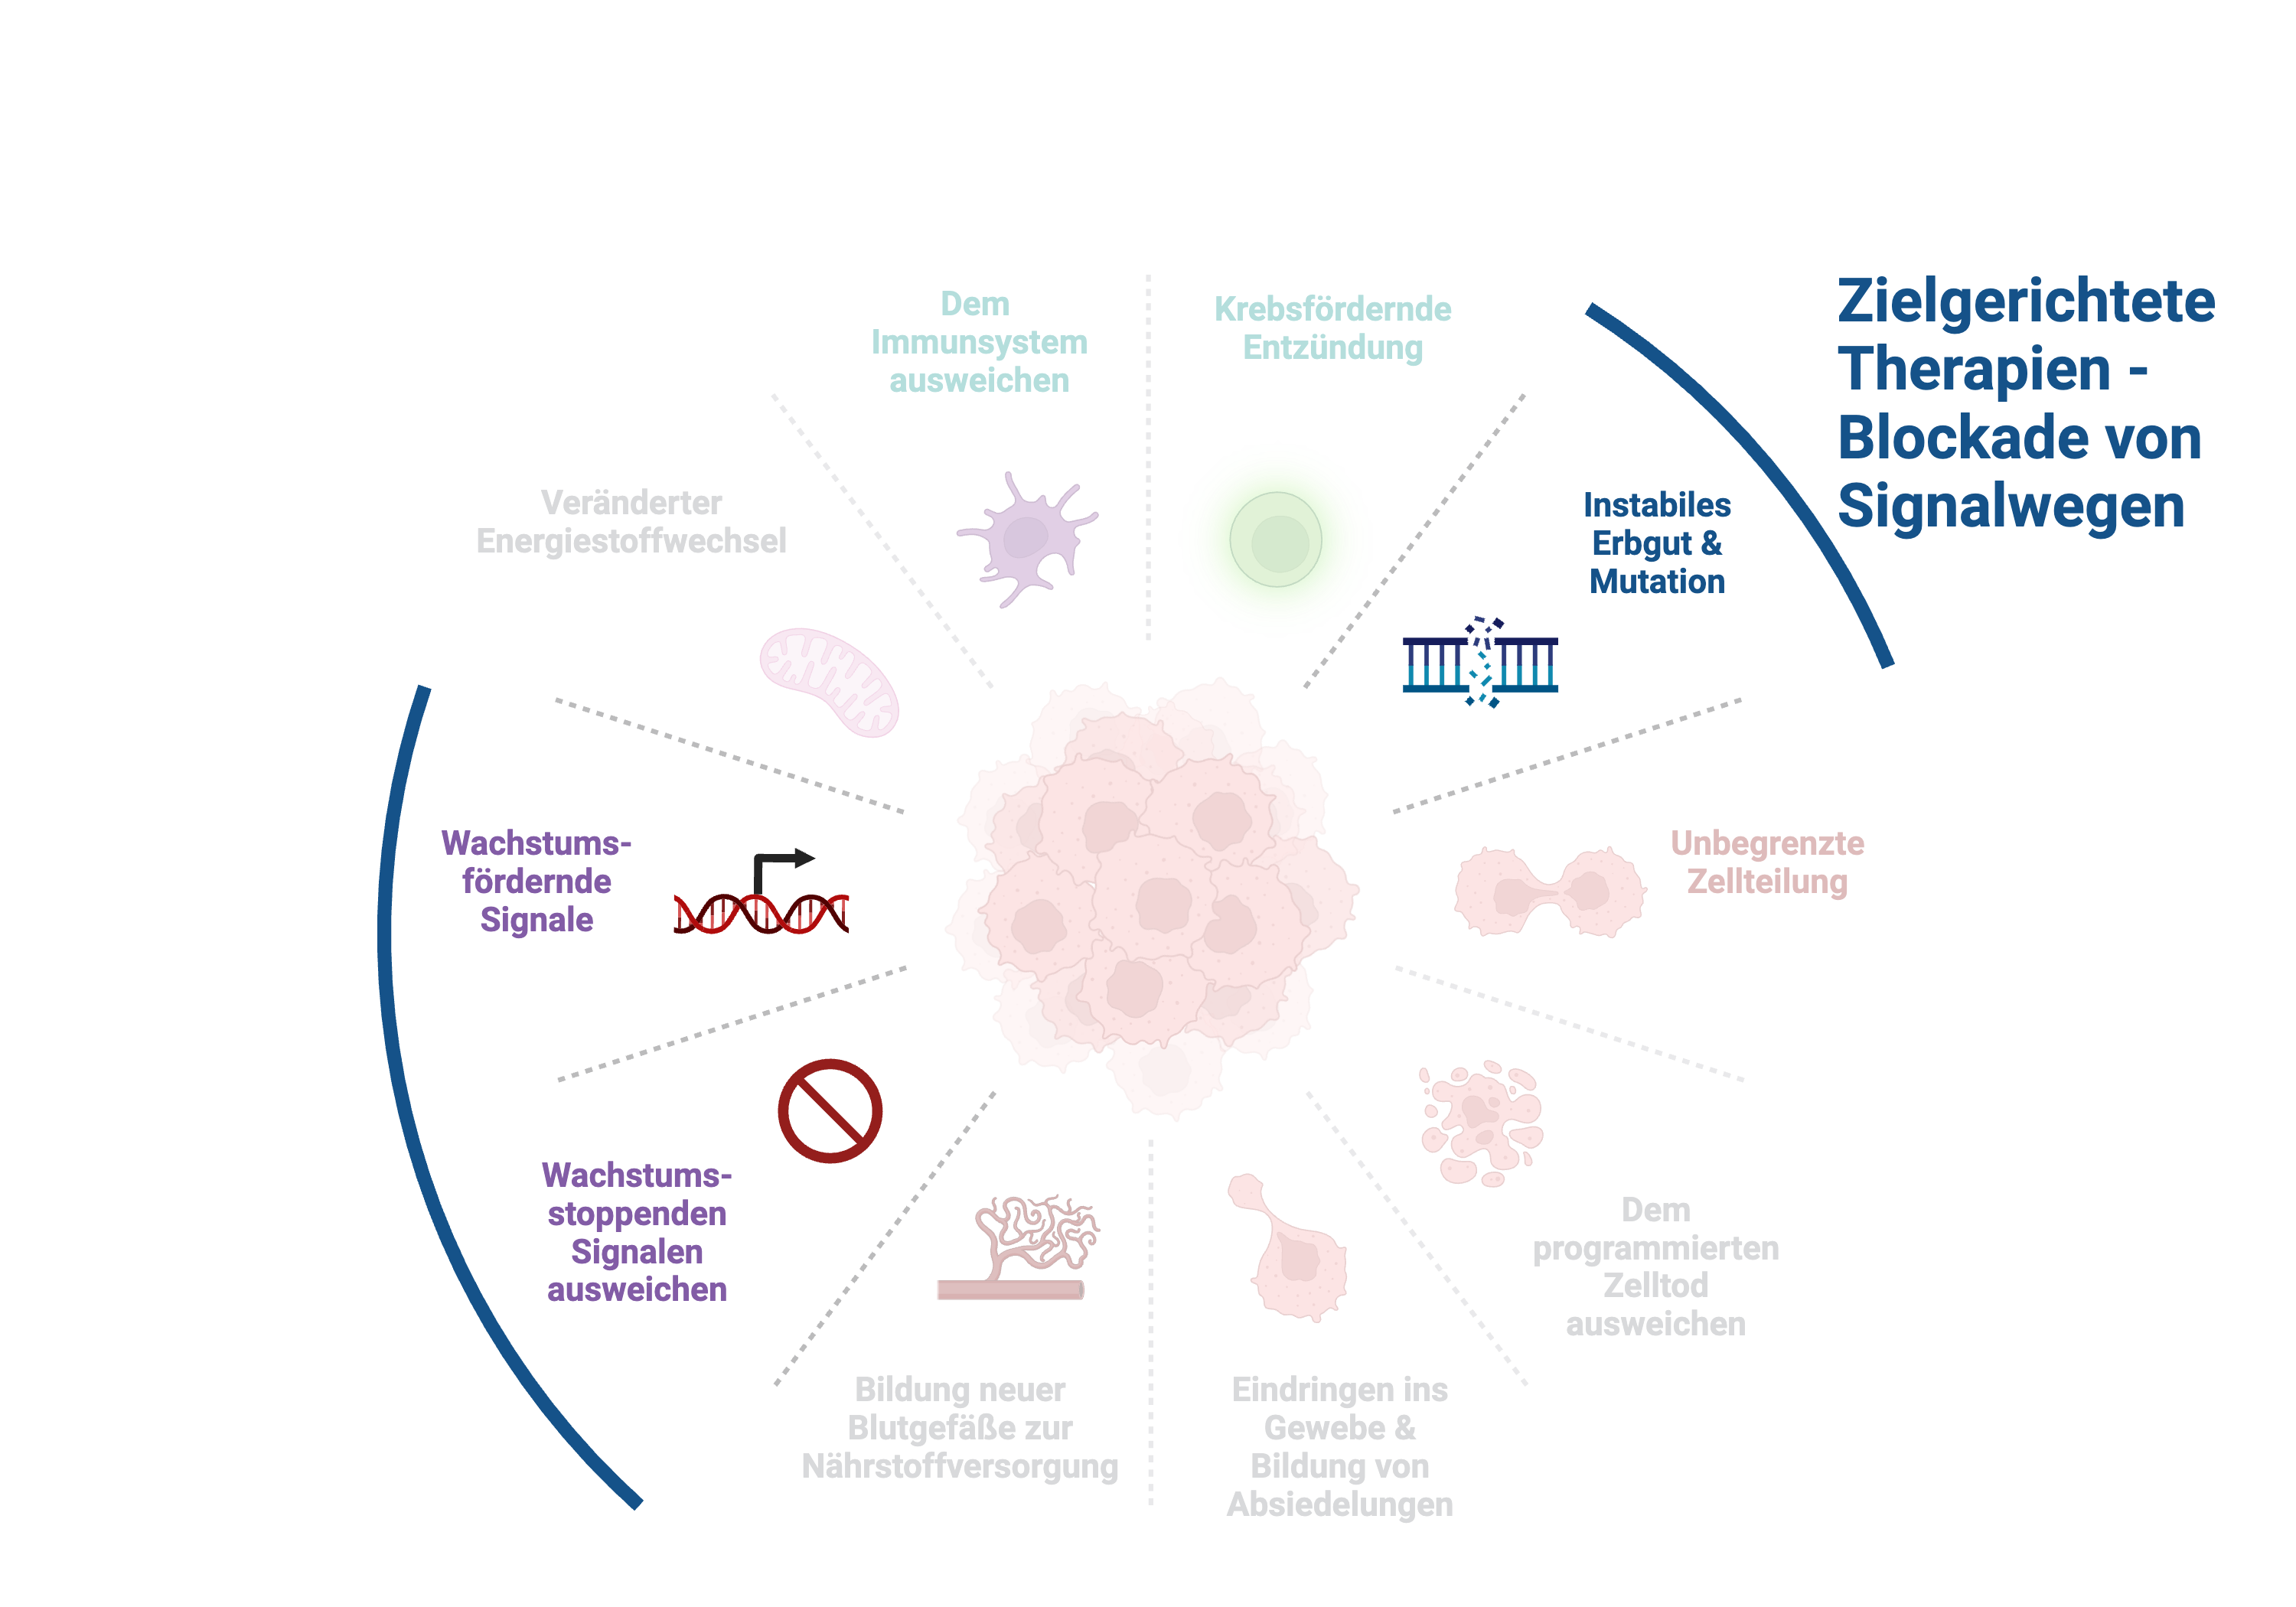 Zielgerichtete
Therapien -
Blockade von
Signalwegen
Dem
Immunsystem
ausweichen
Krebsfördernde
Entzündung
Instabiles
Erbgut &
Mutation
Veränderter
Energiestoffwechsel
Wachstums-
fördernde
Signale
Unbegrenzte
Zellteilung
Wachstums-
stoppenden
Signalen
ausweichen
Dem
programmierten
Zelltod
ausweichen
Bildung neuer
Blutgefäße zur
Nährstoffversorgung
Eindringen ins
Gewebe &
Bildung von
Absiedelungen